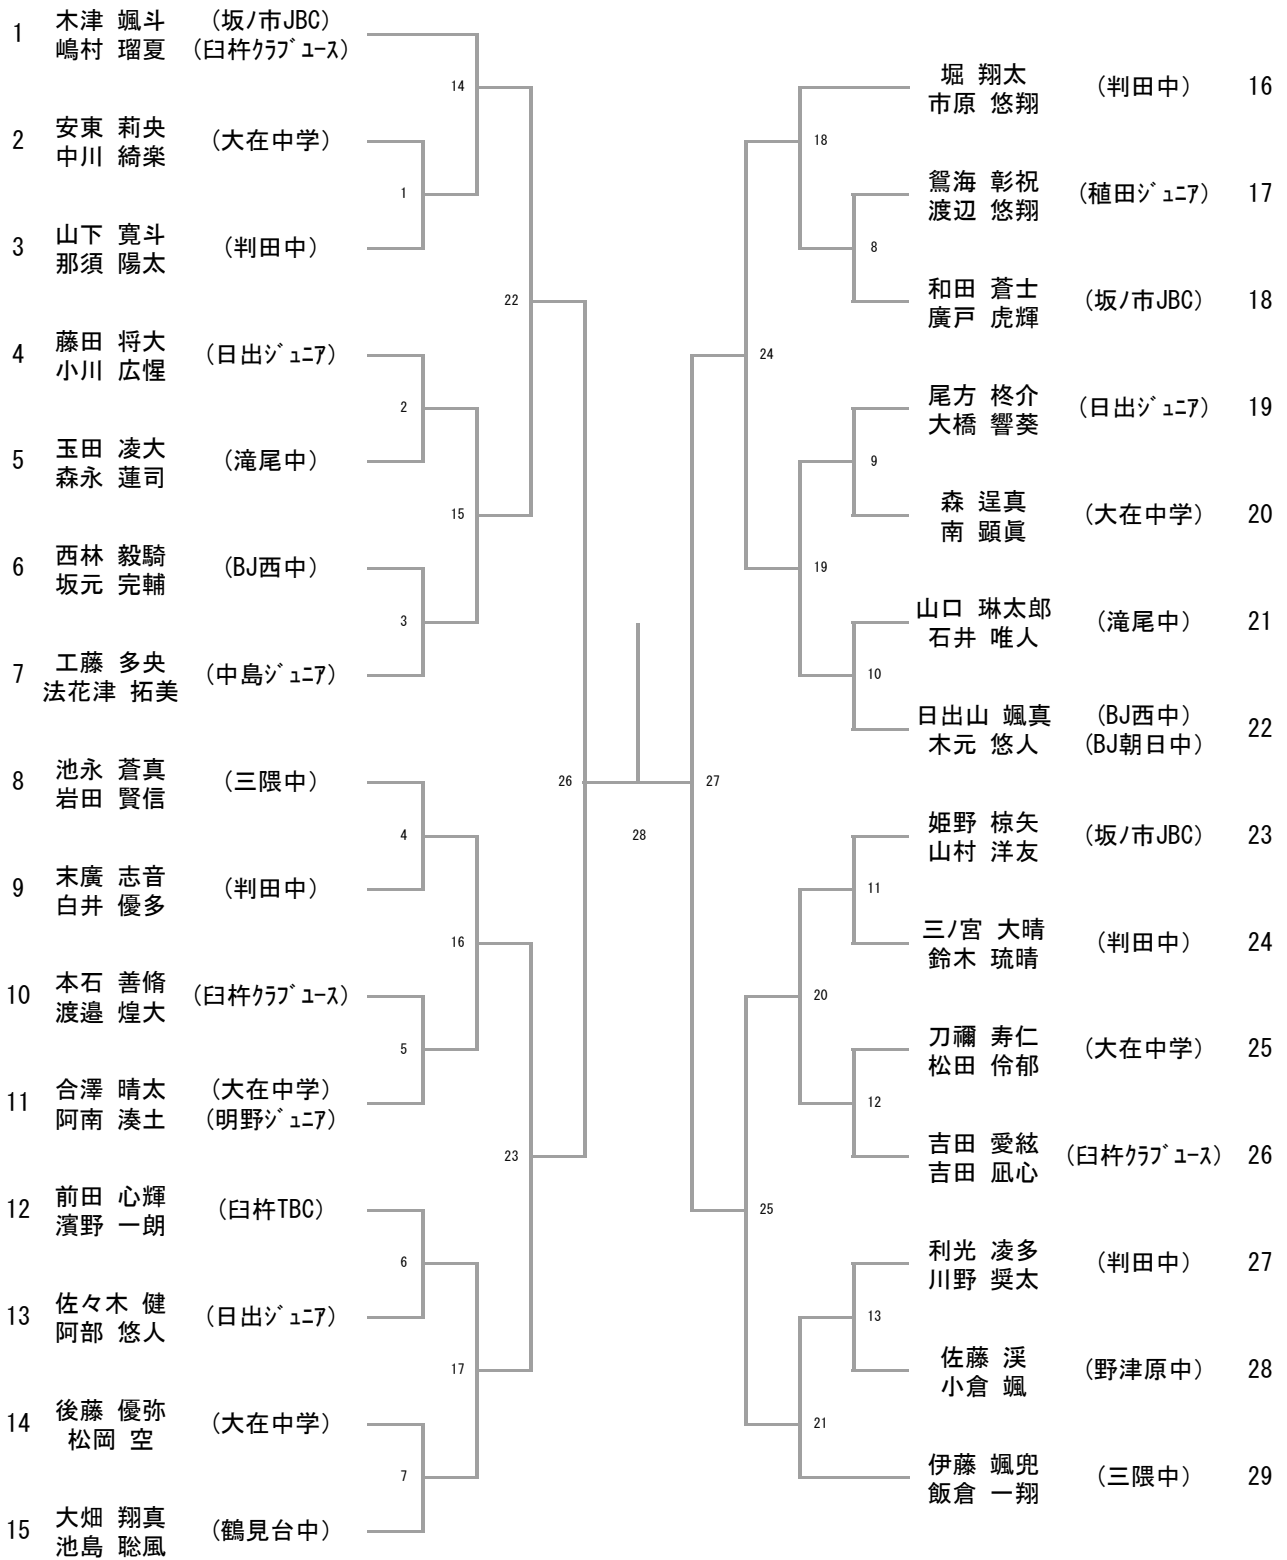 1 木津 颯斗 (坂ﾉ市JBC)
嶋村 瑠夏 (臼杵ｸﾗﾌﾞﾕｰｽ)
14
2 安東 莉央 (大在中学)
中川 綺楽
1
3 山下 寛斗 (判田中)
那須 陽太
22
4 藤田 将大 (日出ｼﾞｭﾆｱ)
小川 広惺
2
5 玉田 凌大 (滝尾中)
森永 蓮司
15
6 西林 毅騎 (BJ西中)
坂元 完輔
3
7 工藤 多央 (中島ｼﾞｭﾆｱ)
法花津 拓美
26
8 池永 蒼真 (三隈中)
岩田 賢信
4
9 末廣 志音 (判田中)
白井 優多
16
10 本石 善脩 (臼杵ｸﾗﾌﾞﾕｰｽ)
渡邉 煌大
5
11 合澤 晴太 (大在中学)
阿南 湊土 (明野ｼﾞｭﾆｱ)
23
12 前田 心輝 (臼杵TBC)
濱野 一朗
6
13 佐々木 健 (日出ｼﾞｭﾆｱ)
阿部 悠人
17
14 後藤 優弥 (大在中学)
松岡 空
7
15 大畑 翔真 (鶴見台中)
池島 聡風
28
堀 翔太 (判田中) 16
市原 悠翔
18
鴛海 彰祝 (稙田ｼﾞｭﾆｱ) 17
渡辺 悠翔
8
和田 蒼士 (坂ﾉ市JBC) 18
廣戸 虎輝
24
尾方 柊介 (日出ｼﾞｭﾆｱ) 19
大橋 響葵
9
森 逞真 (大在中学) 20
南 顕眞
19
山口 琳太郎 (滝尾中) 21
石井 唯人
10
日出山 颯真 (BJ西中) 22
木元 悠人 (BJ朝日中)
27
姫野 椋矢 (坂ﾉ市JBC) 23
山村 洋友
11
三ﾉ宮 大晴 (判田中) 24
鈴木 琉晴
20
刀禰 寿仁 (大在中学) 25
松田 伶郁
12
吉田 愛絃 (臼杵ｸﾗﾌﾞﾕｰｽ) 26
吉田 凪心
25
利光 凌多 (判田中) 27
川野 奨太
13
佐藤 渓 (野津原中) 28
小倉 颯
21
伊藤 颯兜 (三隈中) 29
飯倉 一翔